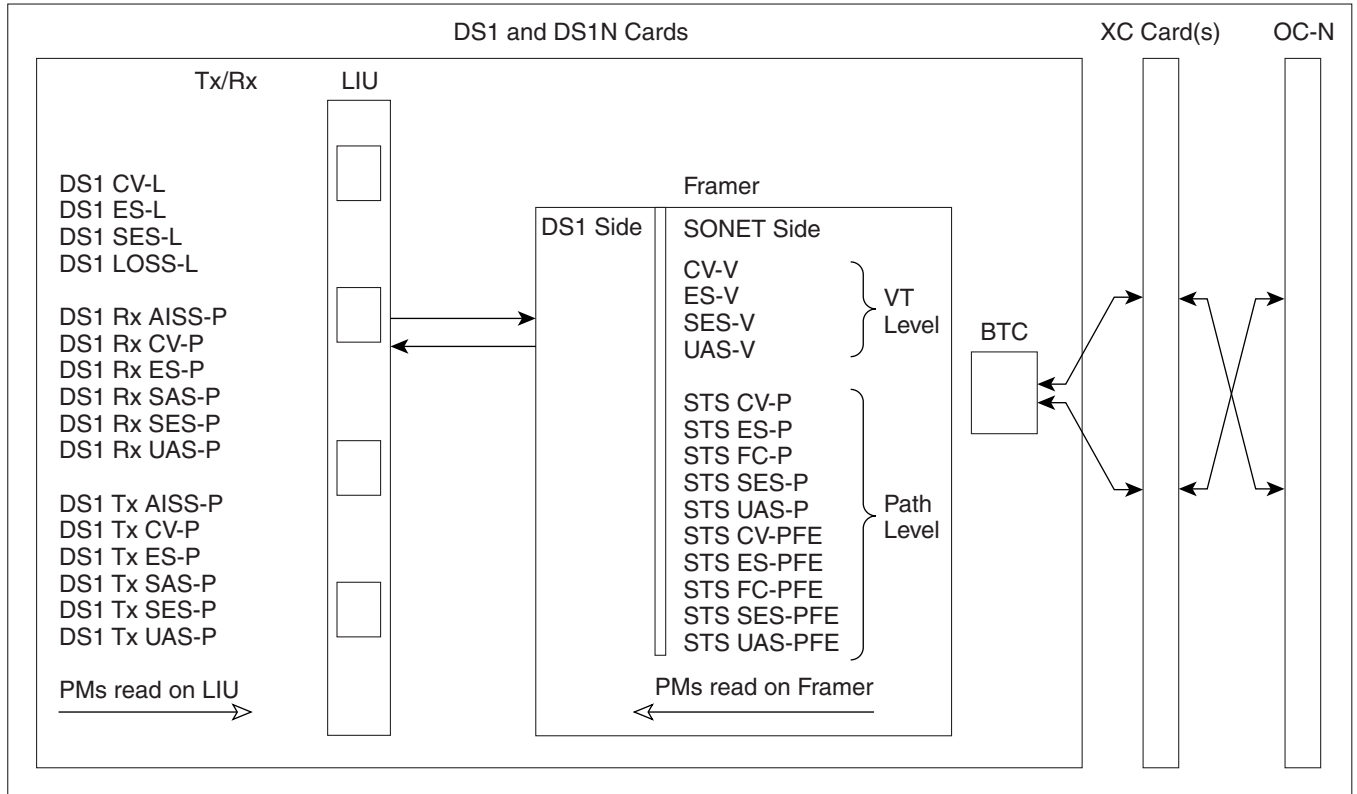 DS1 and DS1N Cards
XC Card(s)
OC-N
Tx/Rx
LIU
DS1 CV-L
DS1 ES-L
DS1 SES-L
DS1 LOSS-L
DS1 Rx AISS-P
DS1 Rx CV-P
DS1 Rx ES-P
DS1 Rx SAS-P
DS1 Rx SES-P
DS1 Rx UAS-P
DS1 Tx AISS-P
DS1 Tx CV-P
DS1 Tx ES-P
DS1 Tx SAS-P
DS1 Tx SES-P
DS1 Tx UAS-P
PMs read on LIU
Framer
DS1 Side
SONET Side
CV-V
ES-V
SES-V
UAS-V
VT
Level
STS CV-P
STS ES-P
STS FC-P
STS SES-P
STS UAS-P
STS CV-PFE
STS ES-PFE
STS FC-PFE
STS SES-PFE
STS UAS-PFE
Path
Level
PMs read on Framer
BTC